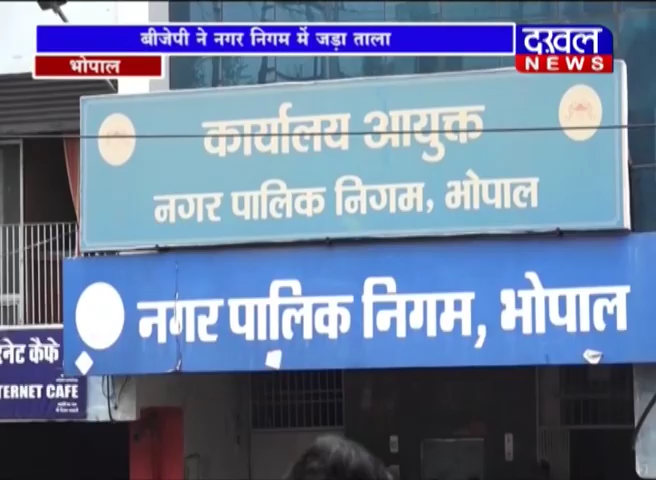 बीजेपी ने नगर निगम में जड़ा ताला
भोपाल
दखल
NEWS
कार्यालय आयुक्त
नगर पालिक निगम, भोपाल
नगर पालिक निगम, भोपाल
नेट कैफे
TERNET CAFE